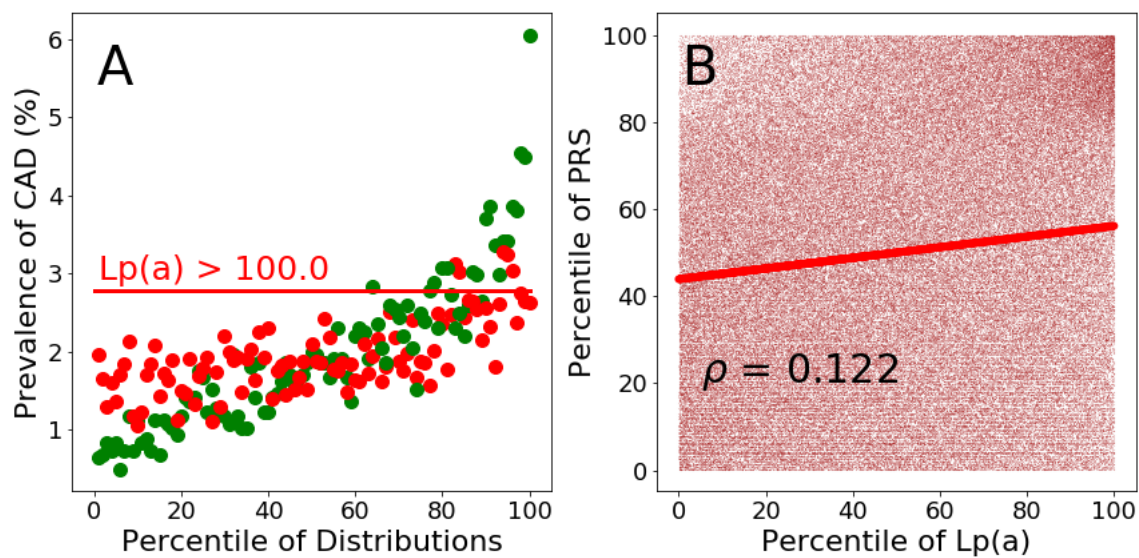 A
Prevalence of CAD (%)
6
5
4
3
2
1
Lp(a) > 100.0
0 20 40 60 80 100
Percentile of Distributions
B
Percentile of PRS
100
80
60
40
20
0
ρ = 0.122
0 20 40 60 80 100
Percentile of Lp(a)